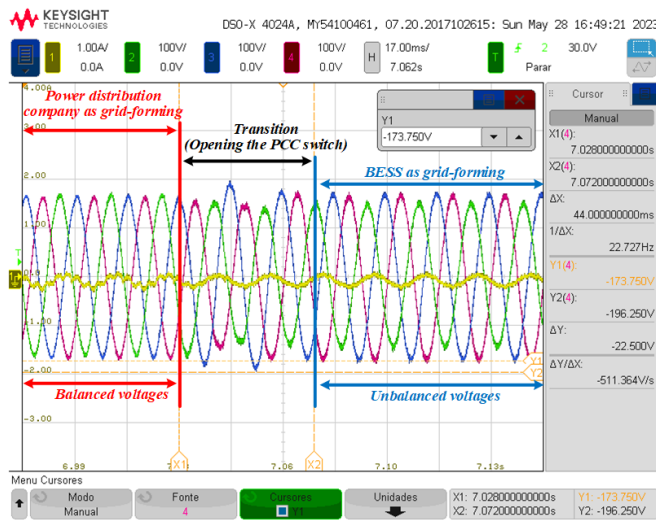 KEYSIGHT
TECHNOLOGIES
DSO-X 4024A, MY54100461, 07.20.2017102615: Sun May 28 16:49:21 2023
1 1.00A/ 0.0A
2 100V/ 0.0V
3 100V/ 0.0V
4 100V/ 0.0V
H 17.00ms/ 7.062s
T 2 30.0V
Parar
4.000
Power distribution
company as grid-forming
3.00
Transition
(Opening the PCC switch)
BESS as grid-forming
2.00
1.00
0.0
-1.00
-2.00
Balanced voltages
Unbalanced voltages
-3.00
6.99
7.06
7.10
7.13s
X1
X2
Y1
Y2
Y1
-173.750V
Cursor
Manual
X1(4):
7.028000000000s
X2(4):
7.072000000000s
ΔX:
44.000000000ms
1/ΔX:
22.727Hz
Y1(4):
-173.750V
Y2(4):
-196.250V
ΔY:
-22.500V
ΔY/ΔX:
-511.364V/s
Menu Cursores
Modo
Manual
Fonte
4
Cursores
Y1
Unidades
X1: 7.028000000000s
X2: 7.072000000000s
Y1: -173.750V
Y2: -196.250V